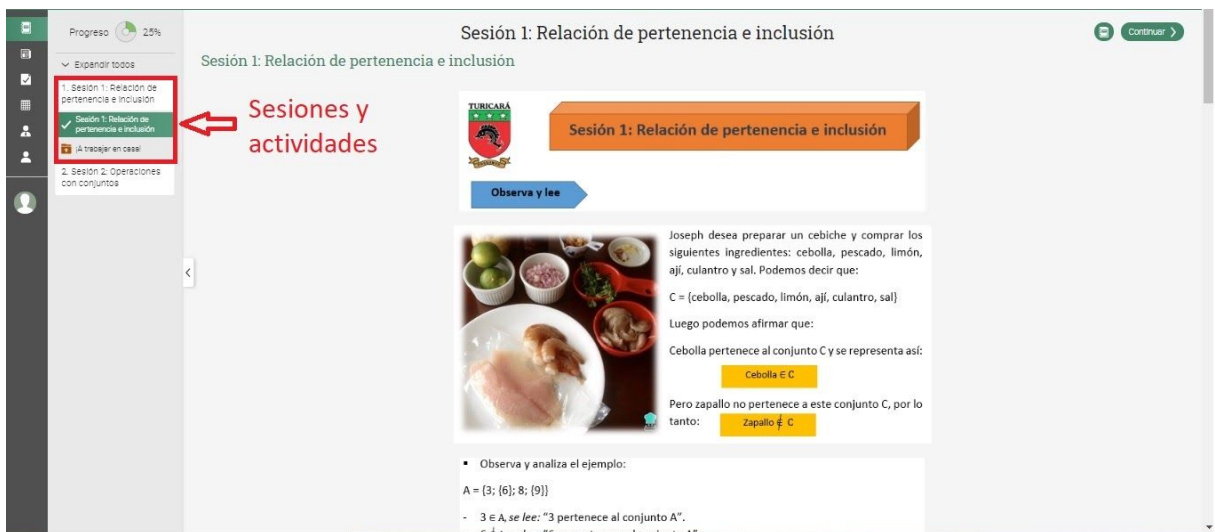 Progreso 25%
Expandir todos
1. Sesión 1: Relación de
pertenencia e inclusión
Sesión 1: Relación de
pertenencia e inclusión
¡A trabajar en casa!
2. Sesión 2: Operaciones
con conjuntos
Sesiones y
actividades
Sesión 1: Relación de pertenencia e inclusión
Continuar
Sesión 1: Relación de pertenencia e inclusión
TURICARÁ
Sesión 1: Relación de pertenencia e inclusión
Observa y lee
Joseph desea preparar un cebiche y comprar los
siguientes ingredientes: cebolla, pescado, limón,
ají, culantro y sal. Podemos decir que:
C = {cebolla, pescado, limón, ají, culantro, sal}
Luego podemos afirmar que:
Cebolla pertenece al conjunto C y se representa así:
Cebolla ∈ C
Pero zapallo no pertenece a este conjunto C, por lo
tanto: Zapallo ∉ C
▪ Observa y analiza el ejemplo:
A = {3; {6}; 8; {9}}
- 3 ∈ A, se lee: "3 pertenece al conjunto A".